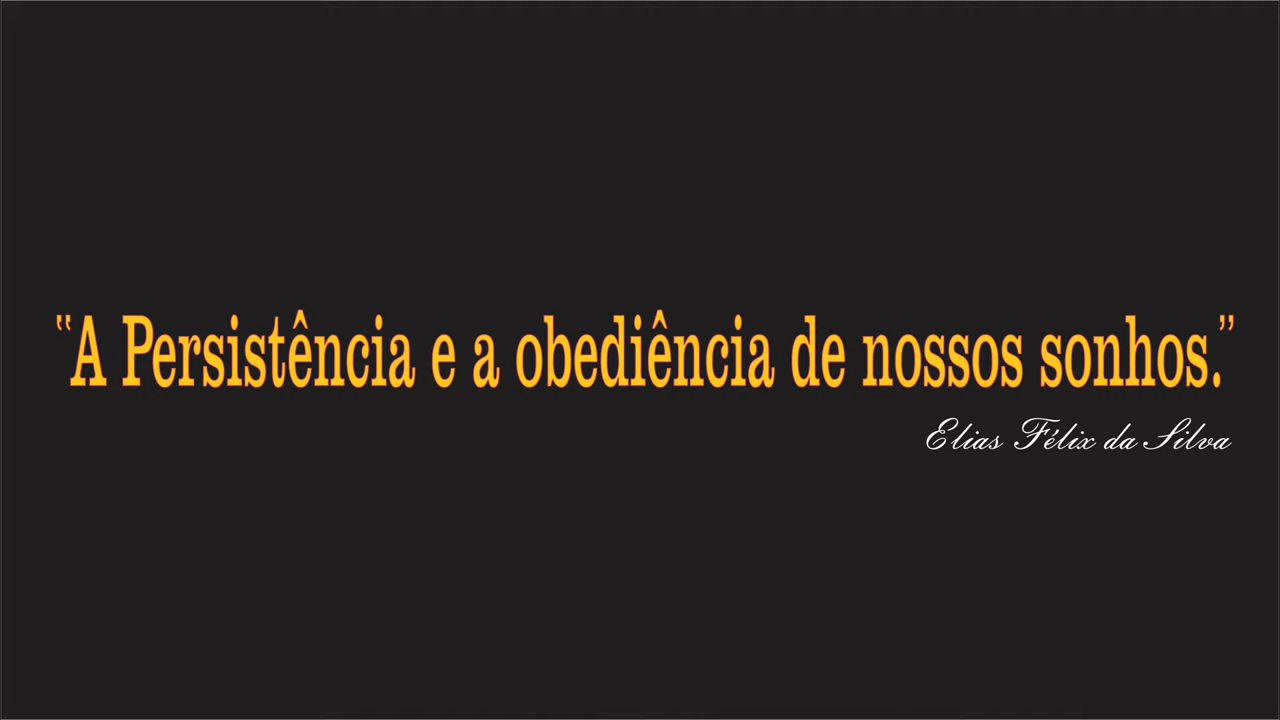 “A Persistência e a obediência de nossos sonhos.”
Elias Félix da Silva